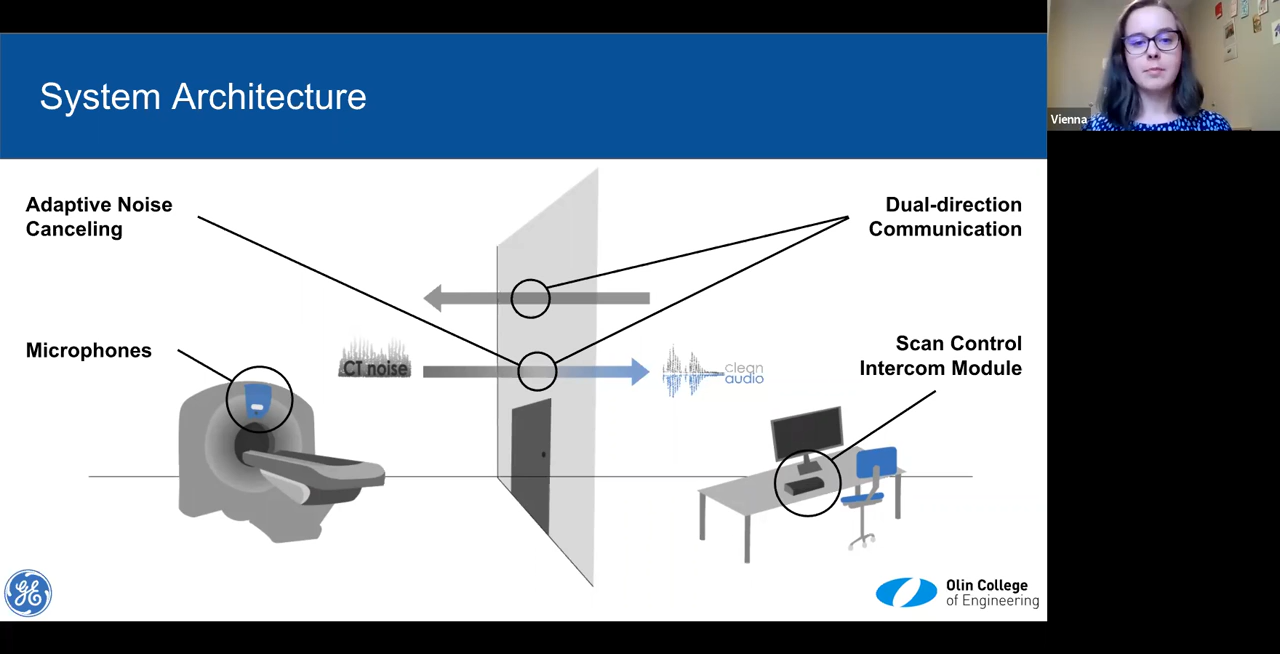 System Architecture
Vienna
Adaptive Noise
Canceling
Dual-direction
Communication
Microphones
CT noise
clean
audio
Scan Control
Intercom Module
GE
Olin College
of Engineering